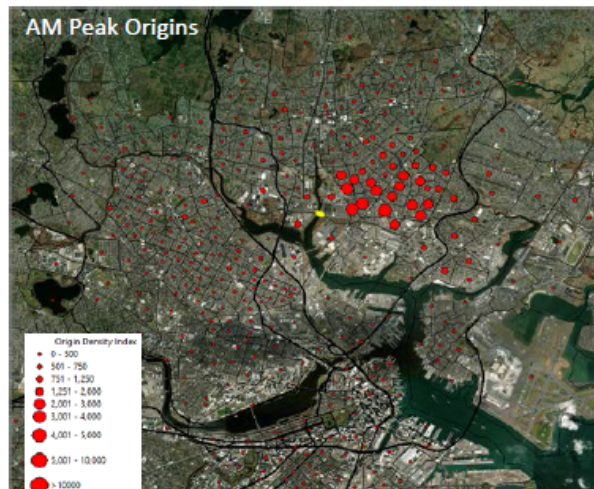 AM Peak Origins
Origin Density Index
0 - 500
501 - 750
751 - 1,250
1,251 - 2,000
2,001 - 3,000
3,001 - 4,000
4,001 - 5,000
5,001 - 10,000
>10000